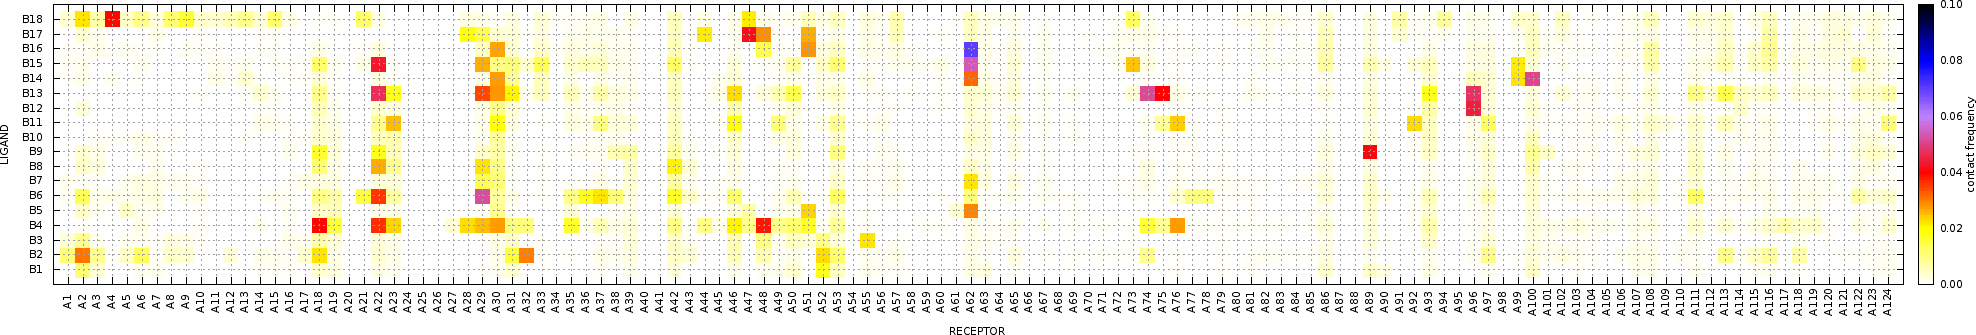 B18
B17
B16
B15
B14
B13
B12
B11
B10
B9
B8
B7
B6
B5
B4
B3
B2
B1
LIGAND
A1 A2 A3 A4 A5 A6 A7 A8 A9 A10 A11 A12 A13 A14 A15 A16 A17 A18 A19 A20 A21 A22 A23 A24 A25 A26 A27 A28 A29 A30 A31 A32 A33 A34 A35 A36 A37 A38 A39 A40 A41 A42 A43 A44 A45 A46 A47 A48 A49 A50 A51 A52 A53 A54 A55 A56 A57 A58 A59 A60 A61 A62 A63 A64 A65 A66 A67 A68 A69 A70 A71 A72 A73 A74 A75 A76 A77 A78 A79 A80 A81 A82 A83 A84 A85 A86 A87 A88 A89 A90 A91 A92 A93 A94 A95 A96 A97 A98 A99 A100 A101 A102 A103 A104 A105 A106 A107 A108 A109 A110 A111 A112 A113 A114 A115 A116 A117 A118 A119 A120 A121 A122 A123 A124
RECEPTOR
0.10
0.08
0.06
0.04
0.02
0.00
contact frequency